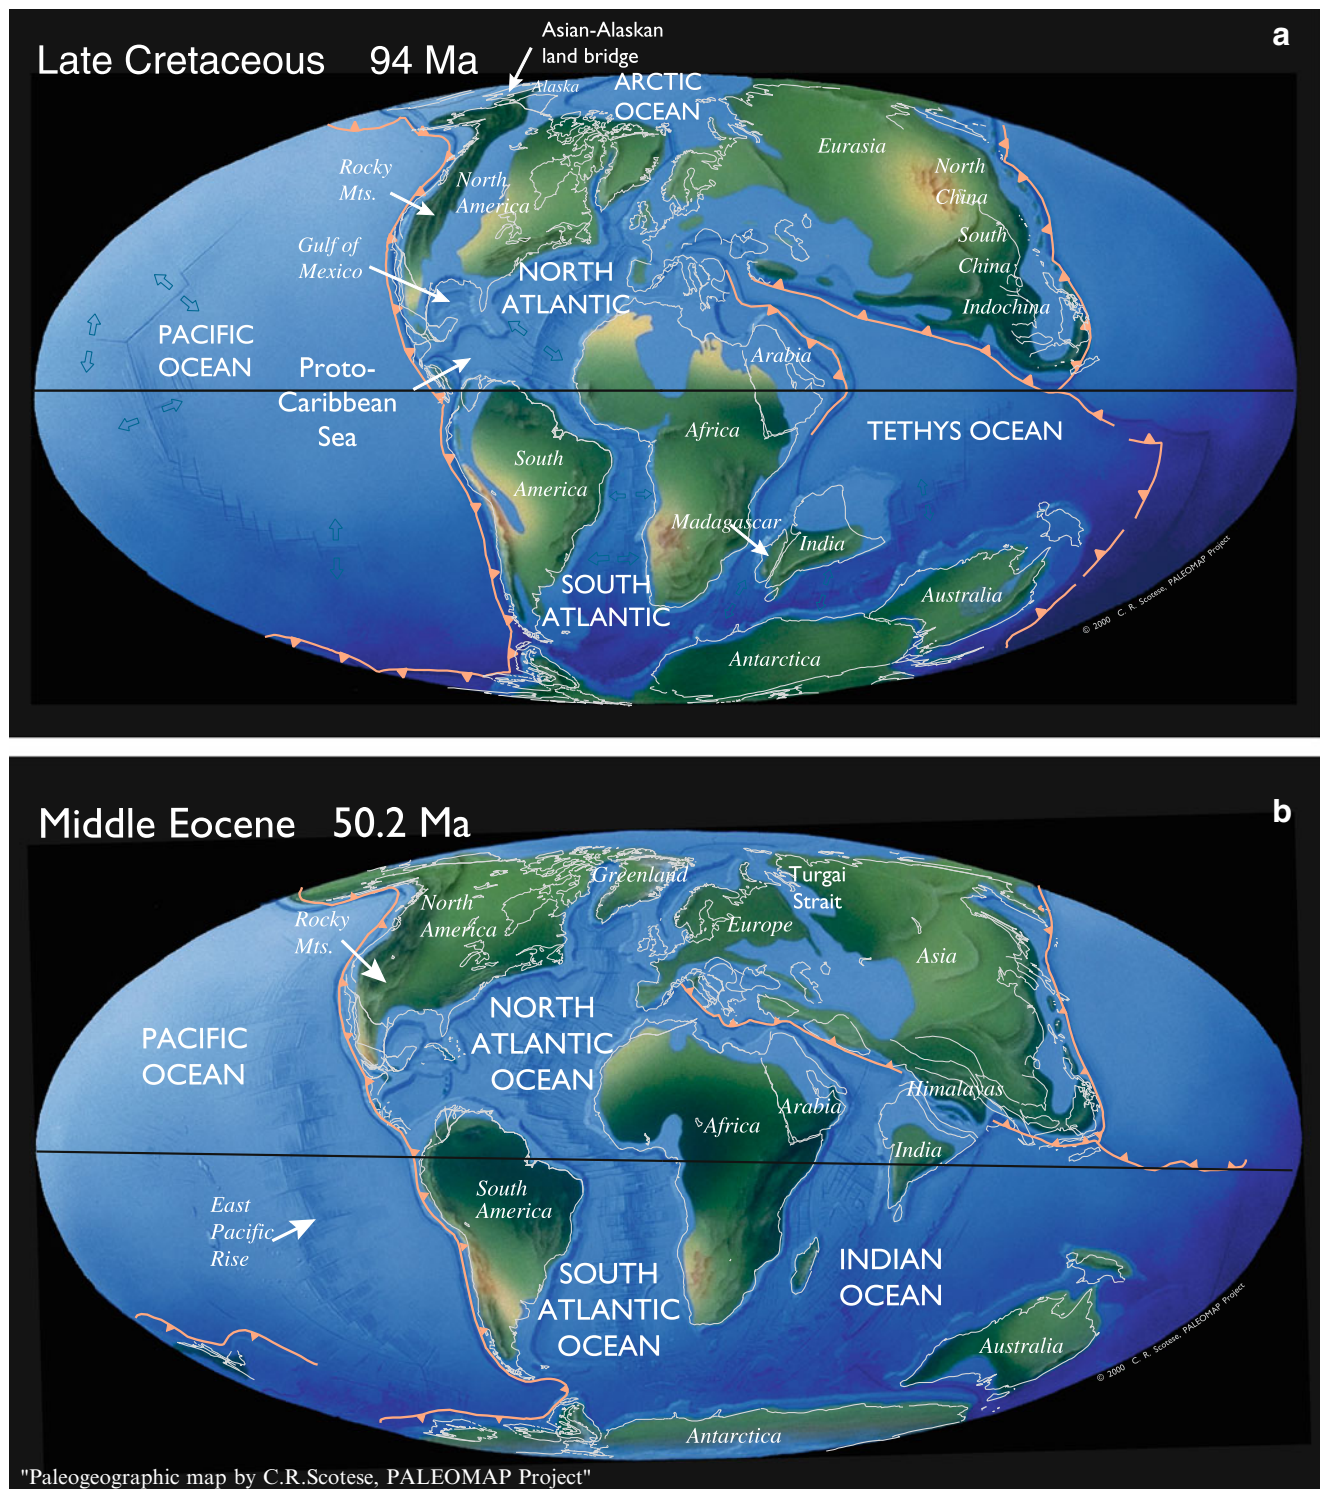 Late Cretaceous 94 Ma
a
Asian-Alaskan
land bridge
Alaska
ARCTIC
OCEAN
Eurasia
North
China
South
China
Indochina
Rocky
Mts.
North
America
Gulf of
Mexico
NORTH
ATLANTIC
PACIFIC
OCEAN
Proto-
Caribbean
Sea
Arabia
Africa
TETHYS OCEAN
South
America
Madagascar
India
SOUTH
ATLANTIC
Australia
Antarctica
© 2000 C. R. Scotese, PALEOMAP Project
Middle Eocene 50.2 Ma
b
Greenland
Turgai
Strait
North
America
Rocky
Mts.
Europe
Asia
NORTH
ATLANTIC
OCEAN
PACIFIC
OCEAN
Himalayas
Arabia
Africa
India
South
America
East
Pacific
Rise
INDIAN
OCEAN
SOUTH
ATLANTIC
OCEAN
Australia
Antarctica
© 2000 C. R. Scotese, PALEOMAP Project
"Paleogeographic map by C.R.Scotese, PALEOMAP Project"